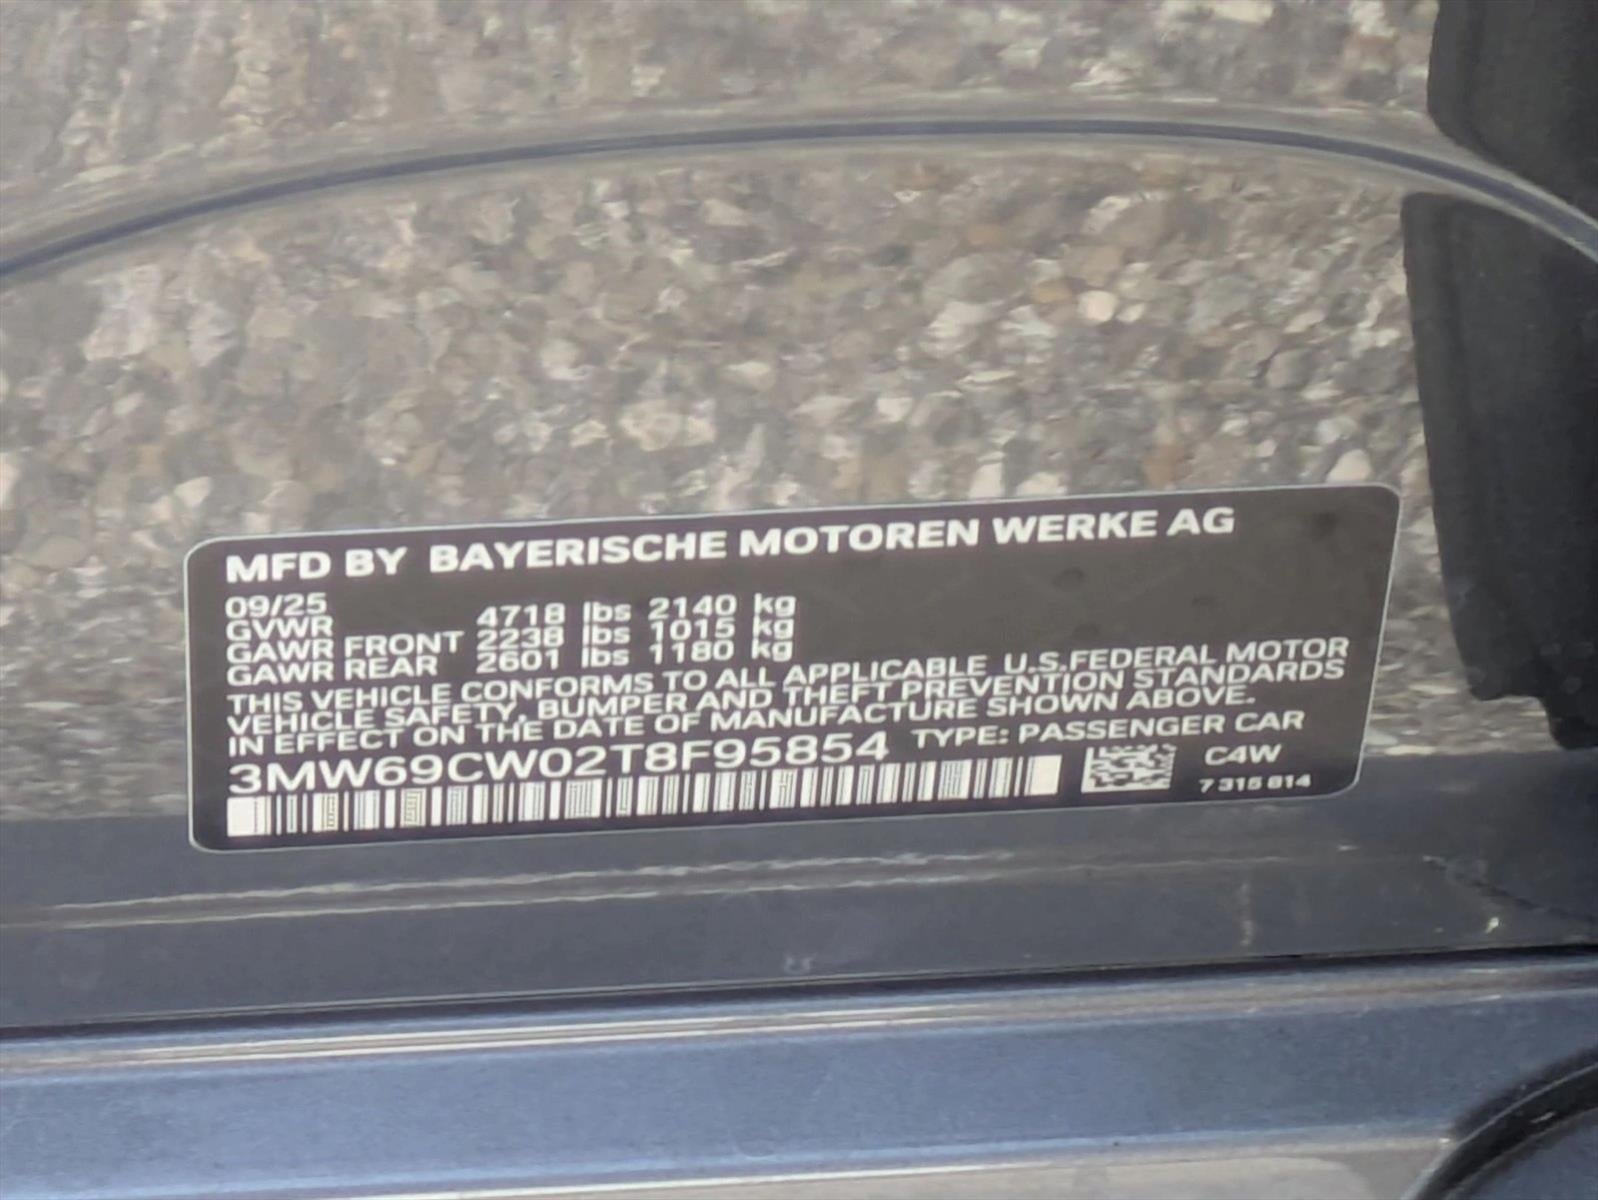 MFD BY BAYERISCHE MOTOREN WERKE AG
09/25
GVWR 4718 lbs 2140 kg
GAWR FRONT 2238 lbs 1015 kg
GAWR REAR 2601 lbs 1180 kg
THIS VEHICLE CONFORMS TO ALL APPLICABLE U.S.FEDERAL MOTOR
VEHICLE SAFETY, BUMPER AND THEFT PREVENTION STANDARDS
IN EFFECT ON THE DATE OF MANUFACTURE SHOWN ABOVE.
3MW69CW02T8F95854 TYPE: PASSENGER CAR
C4W
7 315 814